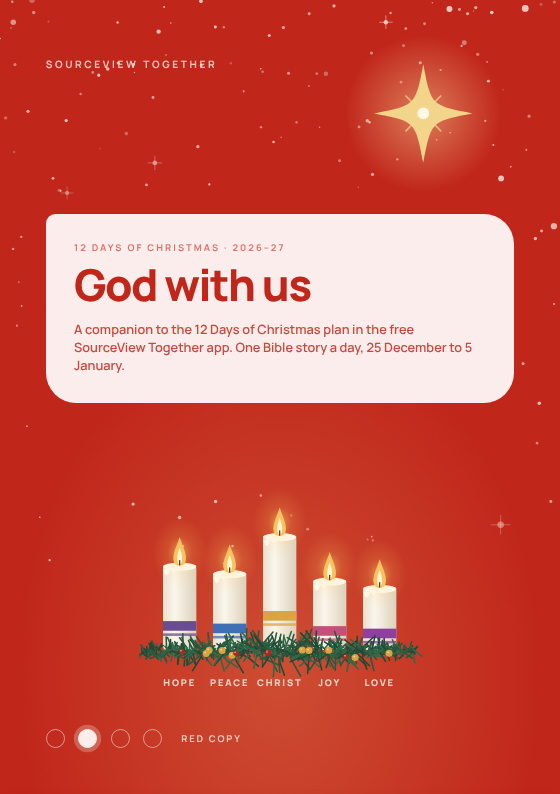 SOURCEVIEW TOGETHER
12 DAYS OF CHRISTMAS · 2026–27
God with us
A companion to the 12 Days of Christmas plan in the free
SourceView Together app. One Bible story a day, 25 December to 5
January.
HOPE PEACE CHRIST JOY LOVE
RED COPY